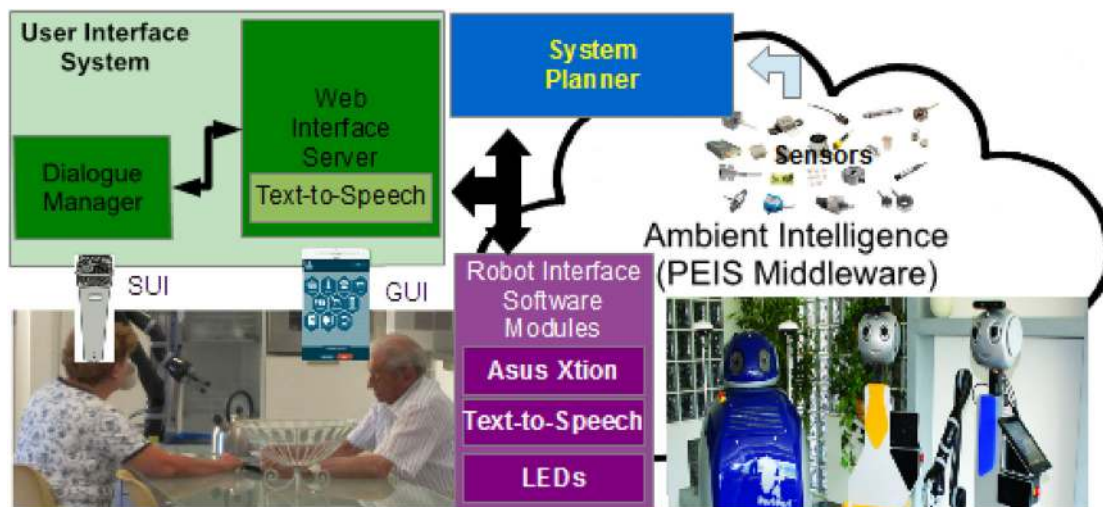 User Interface
System
Web
Interface
Server
Text-to-Speech
Dialogue
Manager
SUI
GUI
System
Planner
Sensors
Ambient Intelligence
(PEIS Middleware)
Robot Interface
Software
Modules
Asus Xtion
Text-to-Speech
LEDs